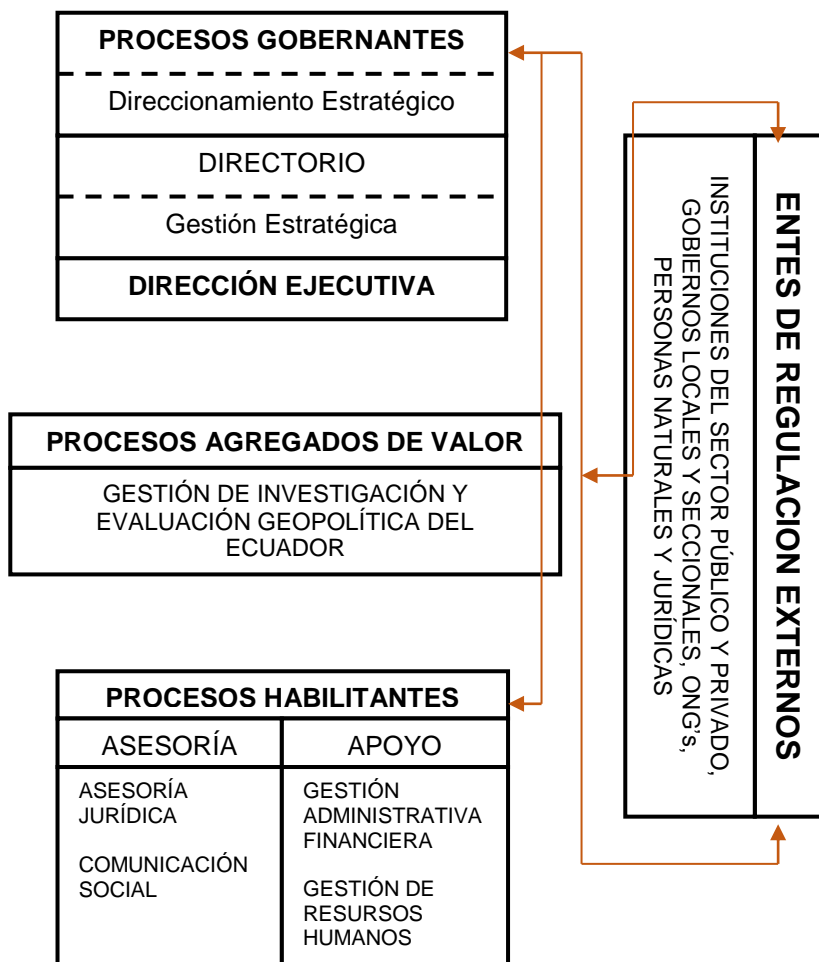 PROCESOS GOBERNANTES
Direccionamiento Estratégico
DIRECTORIO
Gestión Estratégica
DIRECCIÓN EJECUTIVA
PROCESOS AGREGADOS DE VALOR
GESTIÓN DE INVESTIGACIÓN Y
EVALUACIÓN GEOPOLÍTICA DEL
ECUADOR
PROCESOS HABILITANTES
ASESORÍA
ASESORÍA
JURÍDICA
COMUNICACIÓN
SOCIAL
APOYO
GESTIÓN
ADMINISTRATIVA
FINANCIERA
GESTIÓN DE
RESURSOS
HUMANOS
ENTES DE REGULACION EXTERNOS
INSTITUCIONES DEL SECTOR PÚBLICO Y PRIVADO,
GOBIERNOS LOCALES Y SECCIONALES, ONG's,
PERSONAS NATURALES Y JURÍDICAS